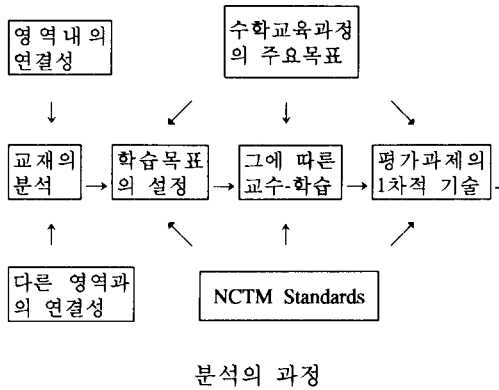 영역내의
연결성
수학교육과정
의 주요목표
교재의
분석
학습목표
의 설정
그에 따른
교수-학습
평가과제의
1차적 기술
다른 영역과
의 연결성
NCTM Standards
분석의 과정